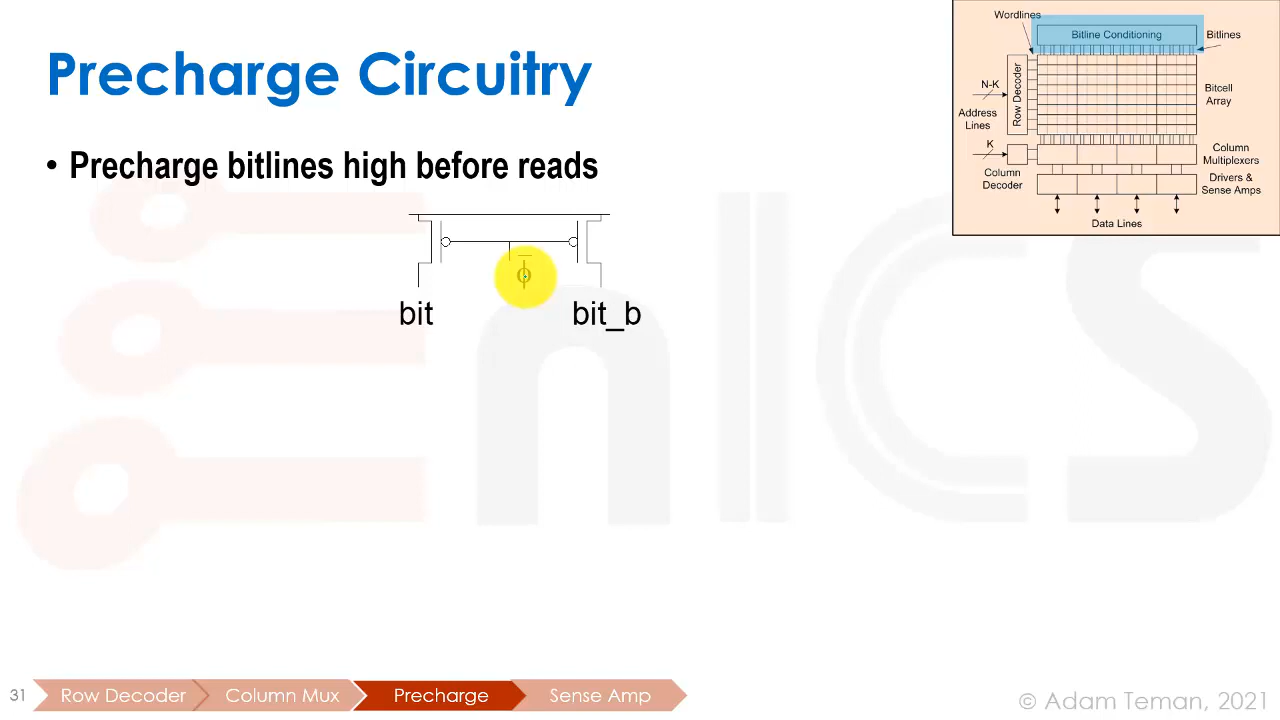 Precharge Circuitry
• Precharge bitlines high before reads
ϕ̅
bit
bit_b
Wordlines
Bitline Conditioning
Bitlines
Row Decoder
N-K
Address
Lines
Bitcell
Array
K
Column
Decoder
Column
Multiplexers
Drivers &
Sense Amps
Data Lines
nICS
31
Row Decoder
Column Mux
Precharge
Sense Amp
© Adam Teman, 2021